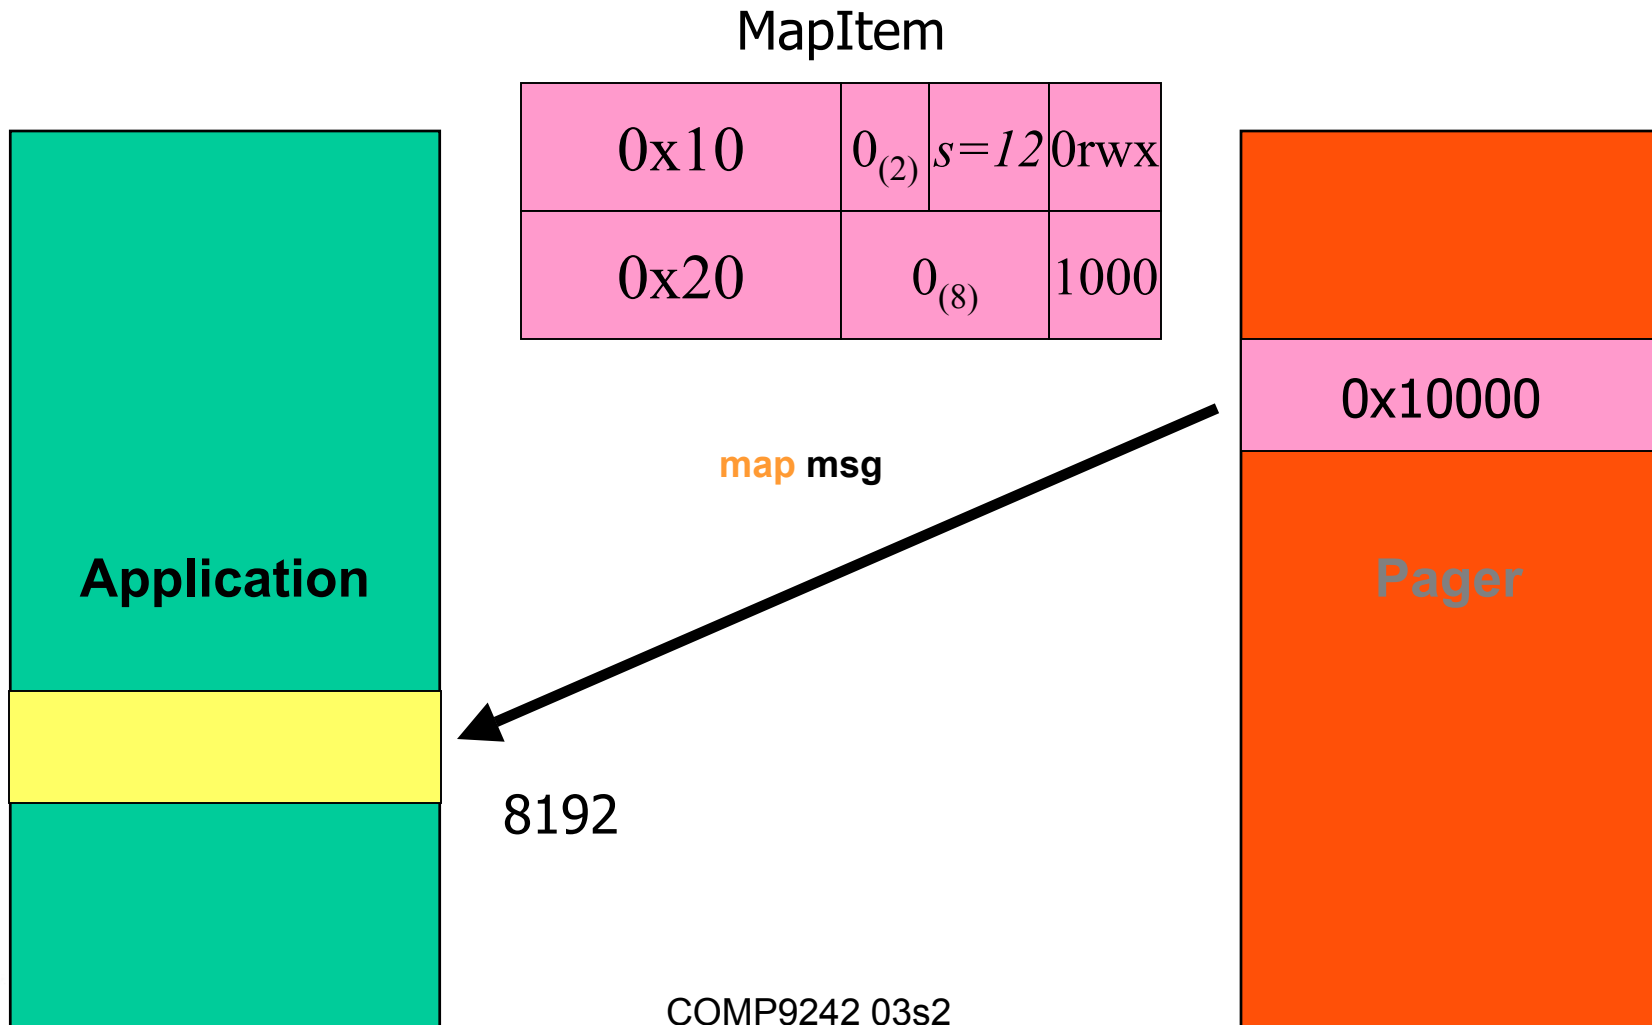 MapItem
0x10 0(2) s=12 0rwx
0x20 0(8) 1000
0x10000
map msg
Application
Pager
8192
COMP9242 03s2